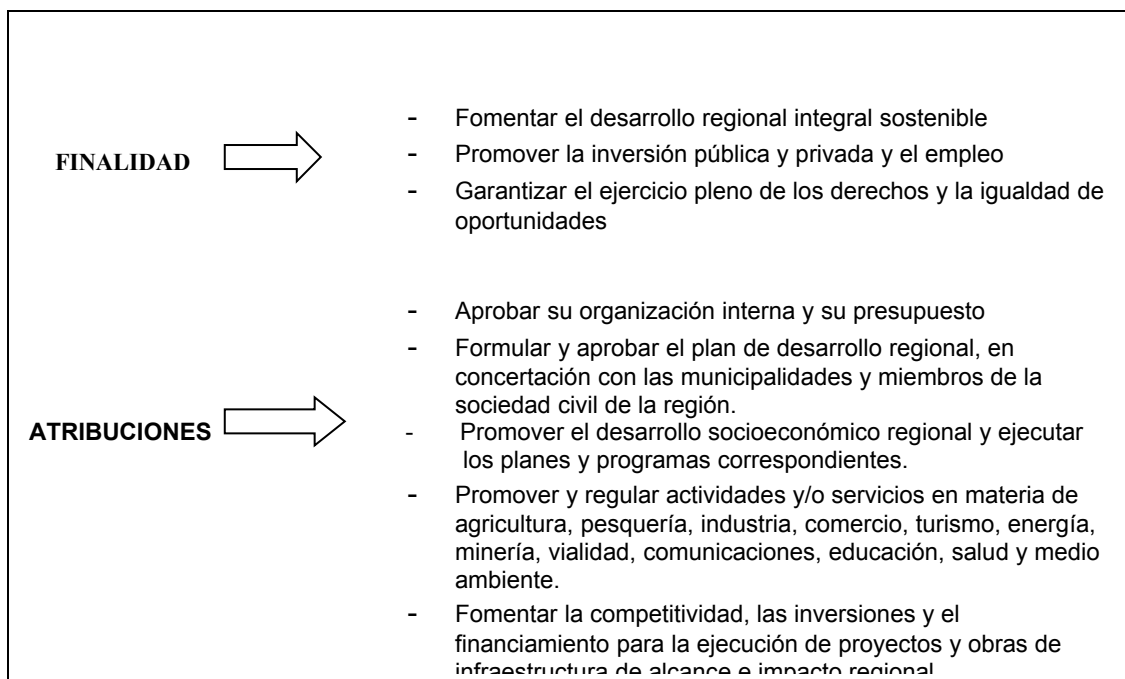 - Fomentar el desarrollo regional integral sostenible
FINALIDAD
- Promover la inversión pública y privada y el empleo
- Garantizar el ejercicio pleno de los derechos y la igualdad de
oportunidades
- Aprobar su organización interna y su presupuesto
- Formular y aprobar el plan de desarrollo regional, en
concertación con las municipalidades y miembros de la
sociedad civil de la región.
ATRIBUCIONES
- Promover el desarrollo socioeconómico regional y ejecutar
los planes y programas correspondientes.
- Promover y regular actividades y/o servicios en materia de
agricultura, pesquería, industria, comercio, turismo, energía,
minería, vialidad, comunicaciones, educación, salud y medio
ambiente.
- Fomentar la competitividad, las inversiones y el
financiamiento para la ejecución de proyectos y obras de
infraestructura de alcance e impacto regional